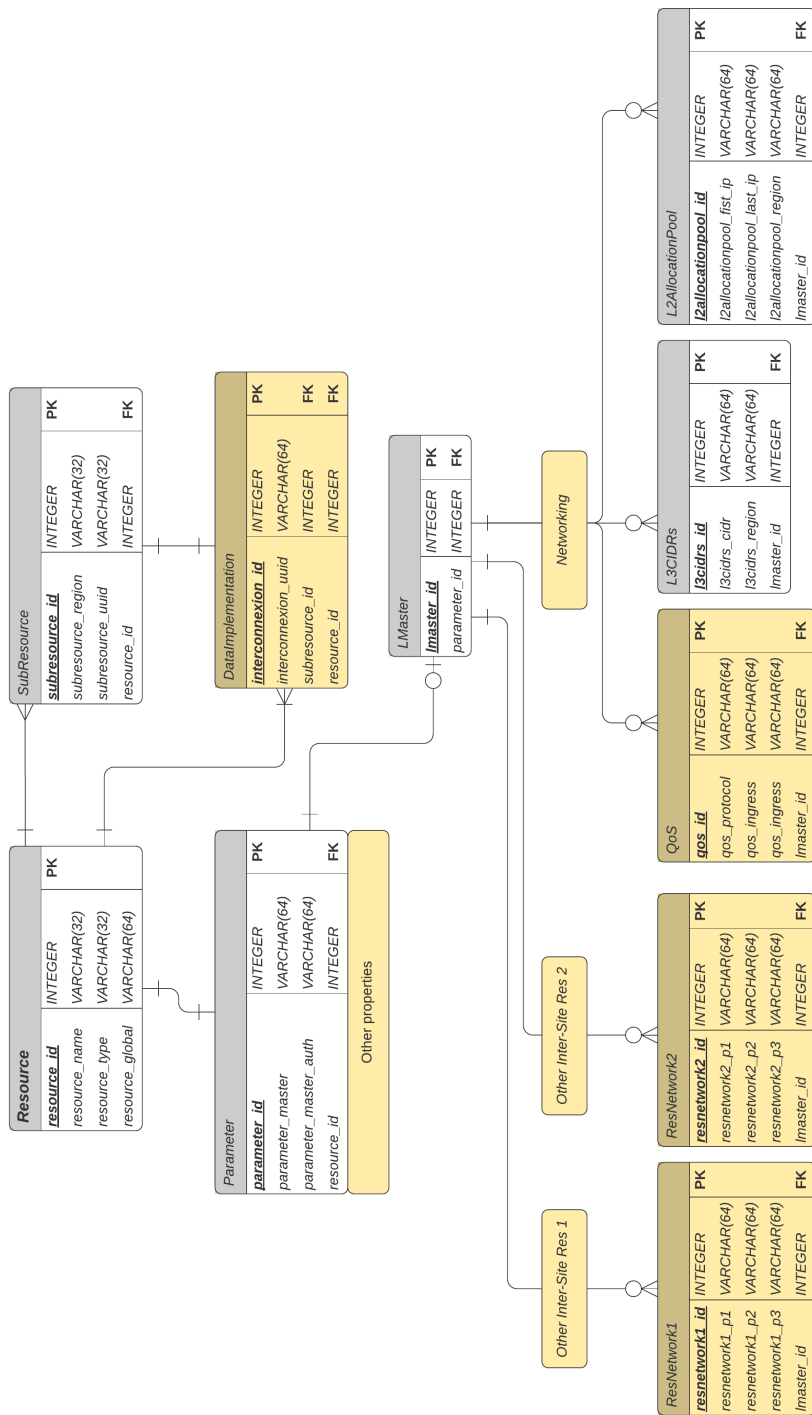 Resource
resource_id INTEGER PK
resource_name VARCHAR(32)
resource_type VARCHAR(32)
resource_global VARCHAR(64)
SubResource
subresource_id INTEGER PK
subresource_region VARCHAR(32)
subresource_uuid VARCHAR(32)
resource_id INTEGER FK
Parameter
parameter_id INTEGER PK
parameter_master VARCHAR(64)
parameter_master_auth VARCHAR(64)
resource_id INTEGER FK
Other properties
DataImplementation
interconnexion_id INTEGER PK
interconnexion_uuid VARCHAR(64)
subresource_id INTEGER FK
resource_id INTEGER FK
LMaster
lmaster_id INTEGER PK
parameter_id INTEGER FK
Other Inter-Site Res 1
Other Inter-Site Res 2
Networking
ResNetwork1
resnetwork1_id INTEGER PK
resnetwork1_p1 VARCHAR(64)
resnetwork1_p2 VARCHAR(64)
resnetwork1_p3 VARCHAR(64)
lmaster_id INTEGER FK
ResNetwork2
resnetwork2_id INTEGER PK
resnetwork2_p1 VARCHAR(64)
resnetwork2_p2 VARCHAR(64)
resnetwork2_p3 VARCHAR(64)
lmaster_id INTEGER FK
QoS
qos_id INTEGER PK
qos_protocol VARCHAR(64)
qos_ingress VARCHAR(64)
qos_ingress VARCHAR(64)
lmaster_id INTEGER FK
L3CIDRs
l3cidrs_id INTEGER PK
l3cidrs_cidr VARCHAR(64)
l3cidrs_region VARCHAR(64)
lmaster_id INTEGER FK
L2AllocationPool
l2allocationpool_id INTEGER PK
l2allocationpool_fist_ip VARCHAR(64)
l2allocationpool_last_ip VARCHAR(64)
l2allocationpool_region VARCHAR(64)
lmaster_id INTEGER FK